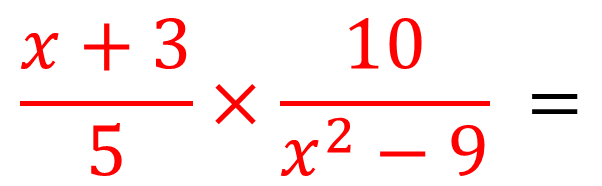 (x + 3)/5 × 10/(x² − 9) =